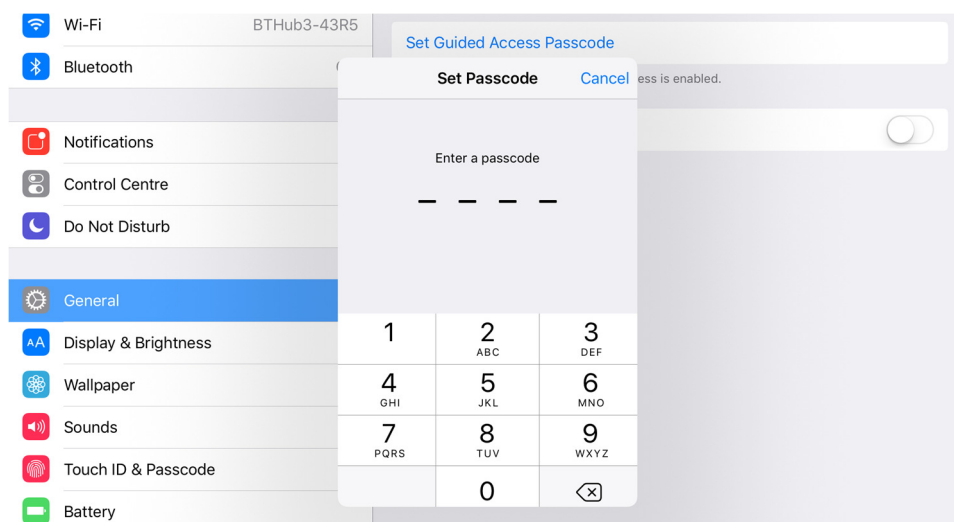 Wi-Fi BTHub3-43R5
Bluetooth
Notifications
Control Centre
Do Not Disturb
General
AA Display & Brightness
Wallpaper
Sounds
Touch ID & Passcode
Battery
Set Guided Access Passcode
ess is enabled.
Set Passcode Cancel
Enter a passcode
1 2 3
ABC DEF
4 5 6
GHI JKL MNO
7 8 9
PQRS TUV WXYZ
0